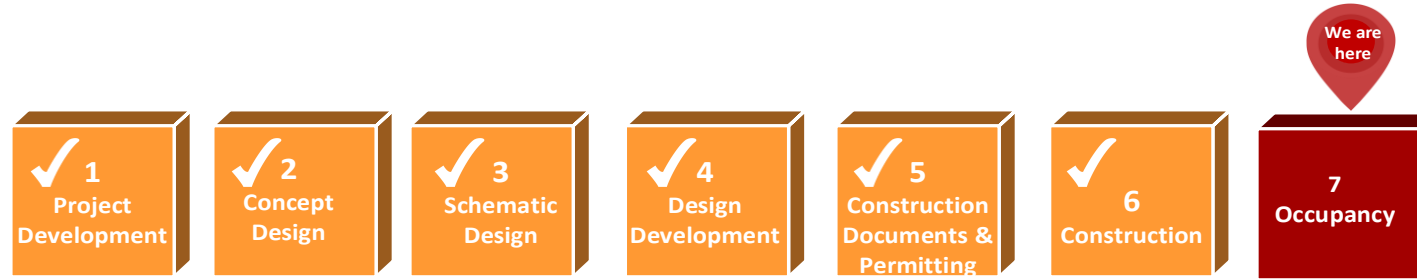 We are
here
1
Project
Development
2
Concept
Design
3
Schematic
Design
4
Design
Development
5
Construction
Documents &
Permitting
6
Construction
7
Occupancy